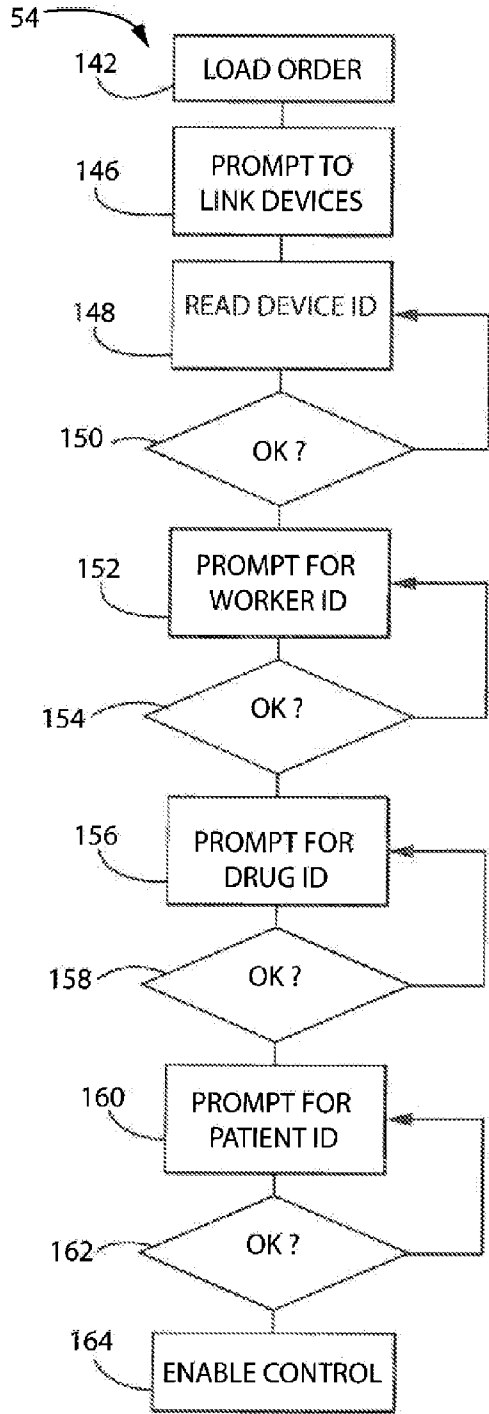 54
142
LOAD ORDER
146
PROMPT TO
LINK DEVICES
148
READ DEVICE ID
150
OK ?
152
PROMPT FOR
WORKER ID
154
OK ?
156
PROMPT FOR
DRUG ID
158
OK ?
160
PROMPT FOR
PATIENT ID
162
OK ?
164
ENABLE CONTROL